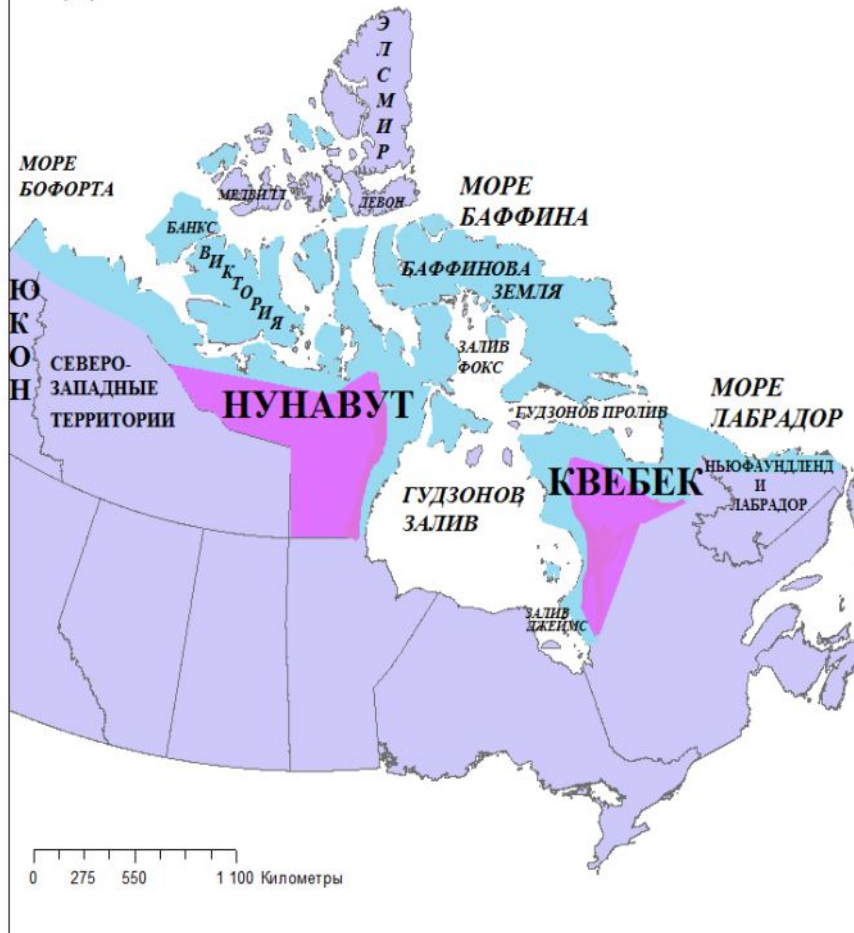 ЭЛСМИР
МОРЕ
БОФОРТА
МЕЛВИЛЛ
ДЕВОН
МОРЕ
БАФФИНА
БАНКС
ВИКТОРИЯ
БАФФИНОВА
ЗЕМЛЯ
ЮКОН
СЕВЕРО-
ЗАПАДНЫЕ
ТЕРРИТОРИИ
ЗАЛИВ
ФОКС
НУНАВУТ
ГУДЗОНОВ ПРОЛИВ
МОРЕ
ЛАБРАДОР
ГУДЗОНОВ
ЗАЛИВ
КВЕБЕК
НЬЮФАУНДЛЕНД
И
ЛАБРАДОР
ЗАЛИВ
ДЖЕЙМС
0 275 550 1 100 Километры